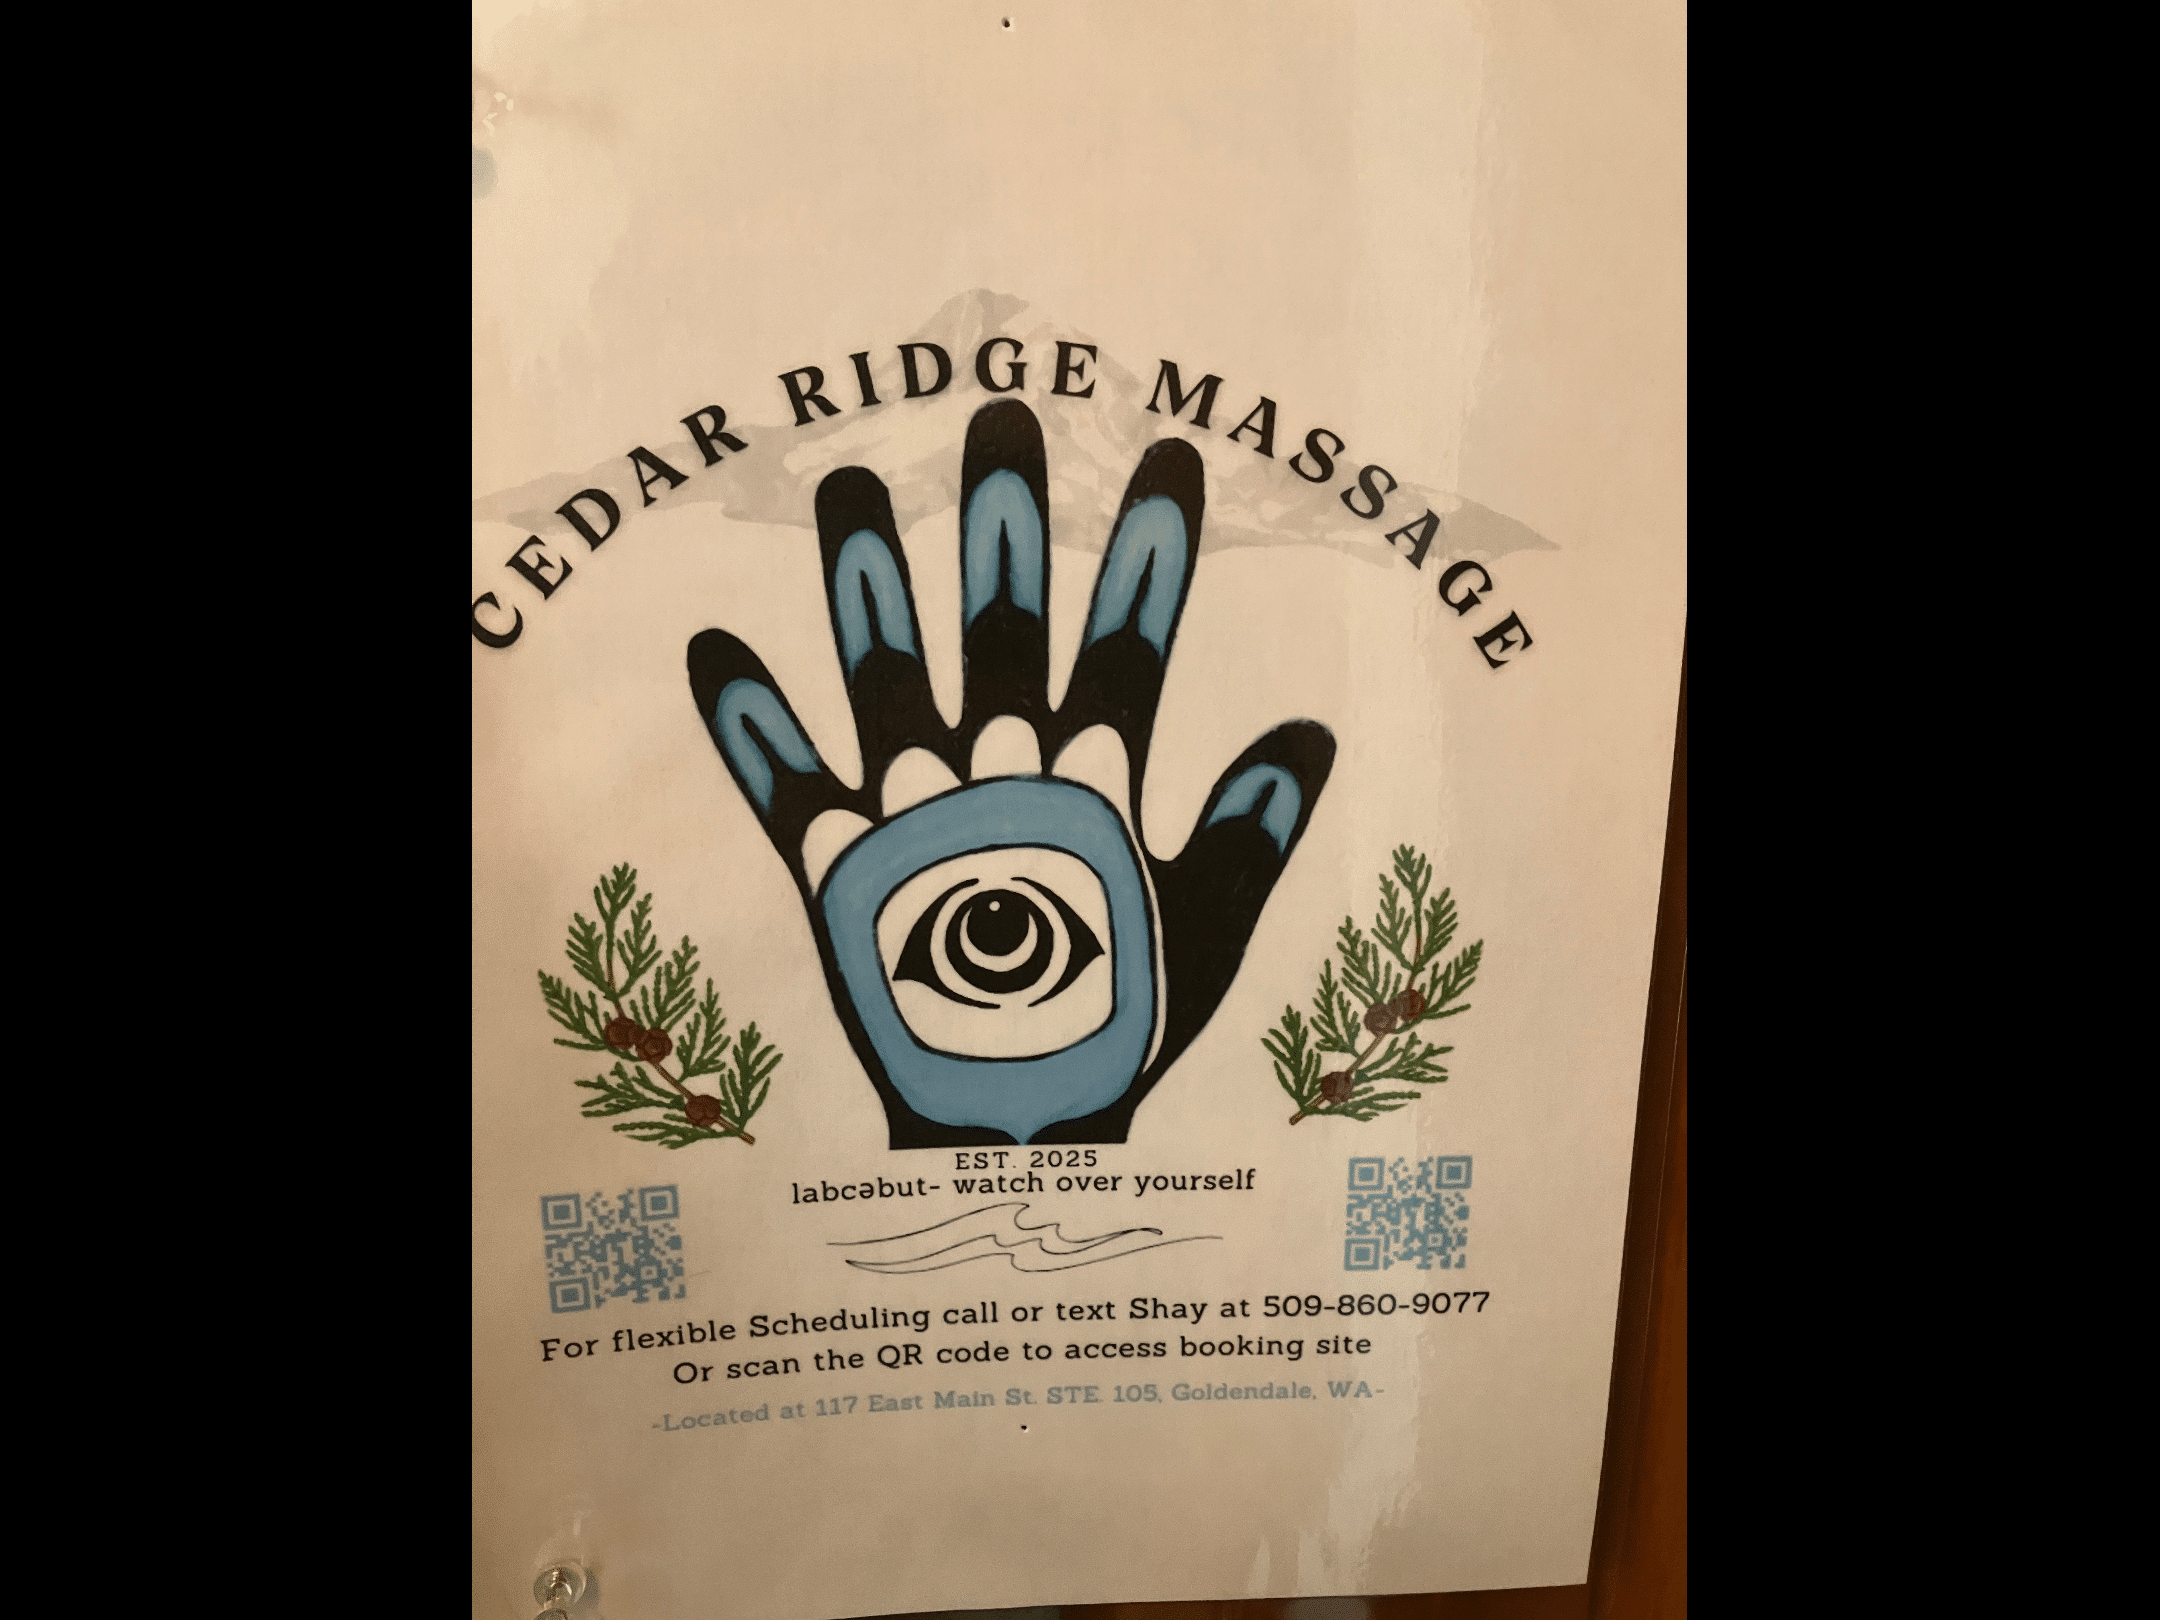 CEDAR RIDGE MASSAGE
EST. 2025
labcəbut- watch over yourself
For flexible Scheduling call or text Shay at 509-860-9077
Or scan the QR code to access booking site
-Located at 117 East Main St. STE. 105, Goldendale, WA-